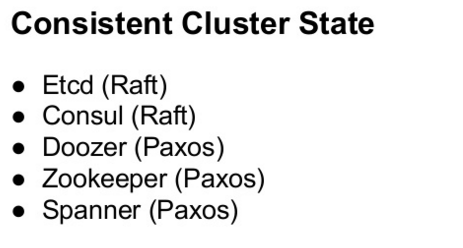 Consistent Cluster State
● Etcd (Raft)
● Consul (Raft)
● Doozer (Paxos)
● Zookeeper (Paxos)
● Spanner (Paxos)